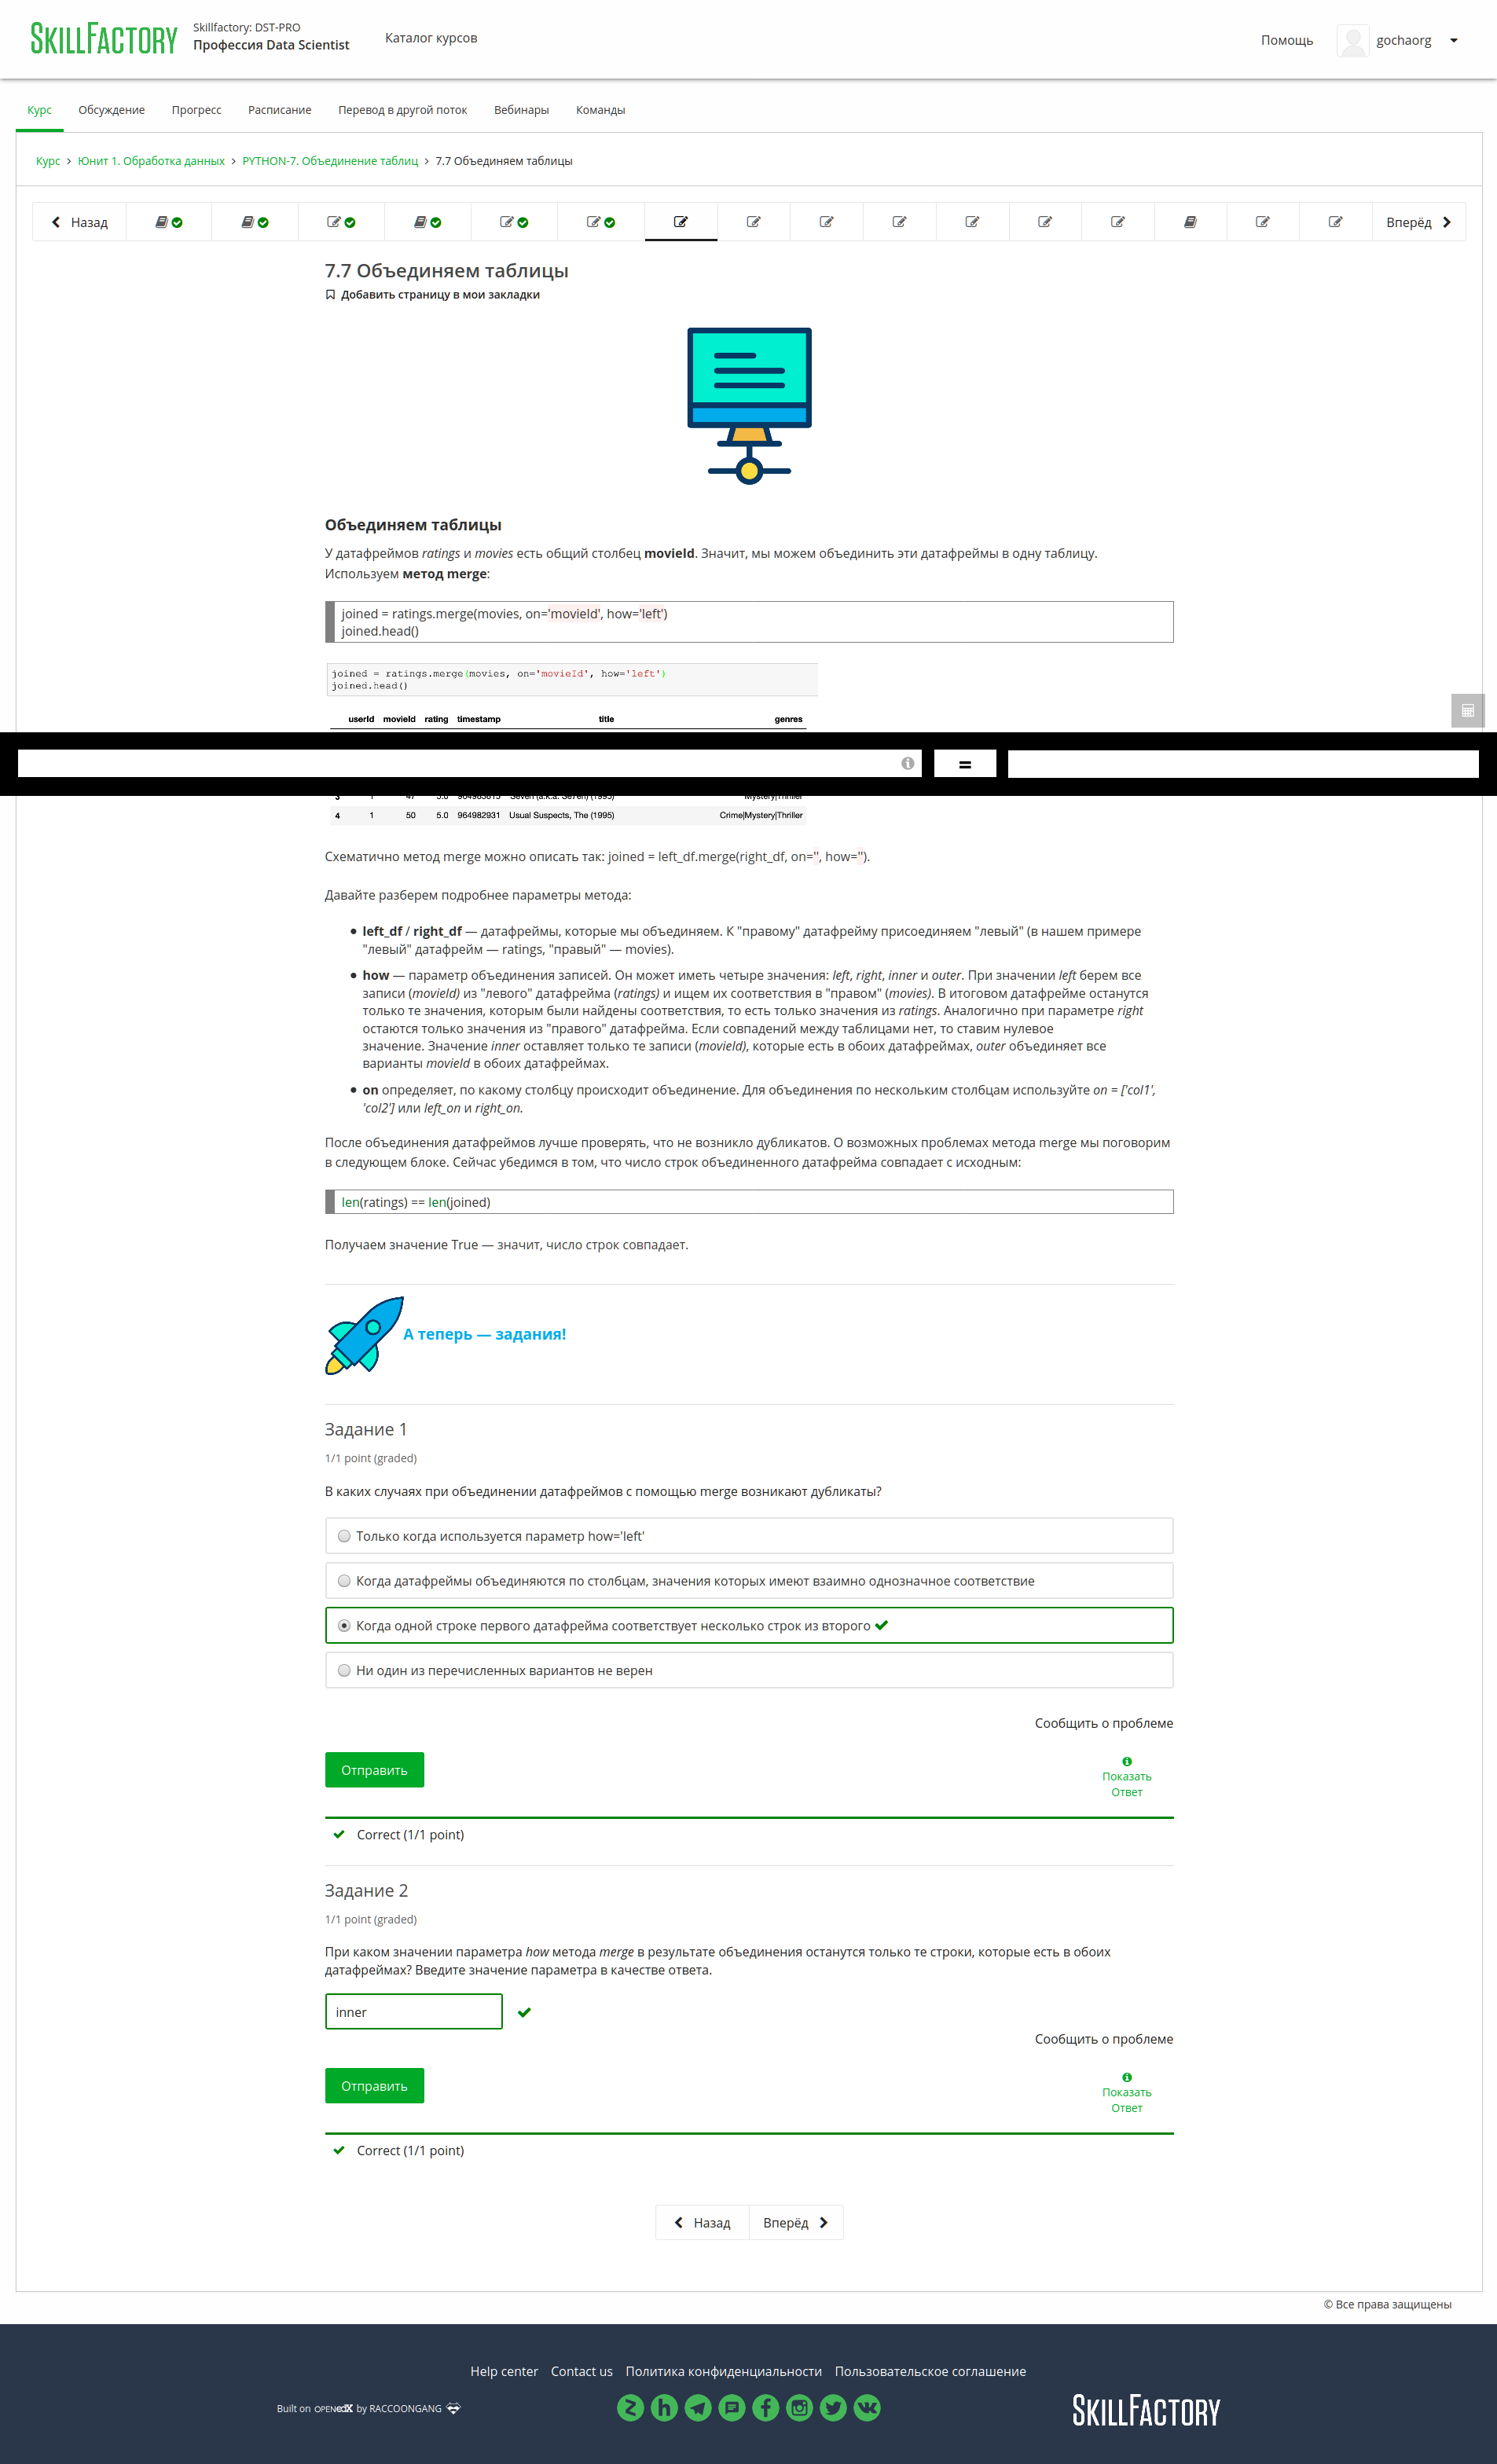 SKILLFACTORY
Skillfactory: DST-PRO
Профессия Data Scientist
Каталог курсов
Помощь
gochaorg
Курс Обсуждение Прогресс Расписание Перевод в другой поток Вебинары Команды
Курс > Юнит 1. Обработка данных > PYTHON-7. Объединение таблиц > 7.7 Объединяем таблицы
Назад
Вперёд
7.7 Объединяем таблицы
Добавить страницу в мои закладки
Объединяем таблицы
У датафреймов ratings и movies есть общий столбец movieId. Значит, мы можем объединить эти датафреймы в одну таблицу.
Используем метод merge:
joined = ratings.merge(movies, on='movieId', how='left')
joined.head()
joined = ratings.merge(movies, on='movieId', how='left')
joined.head()
userId movieId rating timestamp title genres
=
3 1 47 5.0 964983815 Seven (a.k.a. Se7en) (1995) Mystery|Thriller
4 1 50 5.0 964982931 Usual Suspects, The (1995) Crime|Mystery|Thriller
Схематично метод merge можно описать так: joined = left_df.merge(right_df, on='', how='').
Давайте разберем подробнее параметры метода:
● left_df / right_df — датафреймы, которые мы объединяем. К "правому" датафрейму присоединяем "левый" (в нашем примере
"левый" датафрейм — ratings, "правый" — movies).
● how — параметр объединения записей. Он может иметь четыре значения: left, right, inner и outer. При значении left берем все
записи (movieId) из "левого" датафрейма (ratings) и ищем их соответствия в "правом" (movies). В итоговом датафрейме останутся
только те значения, которым были найдены соответствия, то есть только значения из ratings. Аналогично при параметре right
остаются только значения из "правого" датафрейма. Если совпадений между таблицами нет, то ставим нулевое
значение. Значение inner оставляет только те записи (movieId), которые есть в обоих датафреймах, outer объединяет все
варианты movieId в обоих датафреймах.
● on определяет, по какому столбцу происходит объединение. Для объединения по нескольким столбцам используйте on = ['col1',
'col2'] или left_on и right_on.
После объединения датафреймов лучше проверять, что не возникло дубликатов. О возможных проблемах метода merge мы поговорим
в следующем блоке. Сейчас убедимся в том, что число строк объединенного датафрейма совпадает с исходным:
len(ratings) == len(joined)
Получаем значение True — значит, число строк совпадает.
А теперь — задания!
Задание 1
1/1 point (graded)
В каких случаях при объединении датафреймов с помощью merge возникают дубликаты?
Только когда используется параметр how='left'
Когда датафреймы объединяются по столбцам, значения которых имеют взаимно однозначное соответствие
Когда одной строке первого датафрейма соответствует несколько строк из второго
Ни один из перечисленных вариантов не верен
Сообщить о проблеме
Отправить
Показать
Ответ
Correct (1/1 point)
Задание 2
1/1 point (graded)
При каком значении параметра how метода merge в результате объединения останутся только те строки, которые есть в обоих
датафреймах? Введите значение параметра в качестве ответа.
inner
Сообщить о проблеме
Отправить
Показать
Ответ
Correct (1/1 point)
Назад Вперёд
© Все права защищены
Help center Contact us Политика конфиденциальности Пользовательское соглашение
Built on OPEN edX by RACCOONGANG
SKILLFACTORY